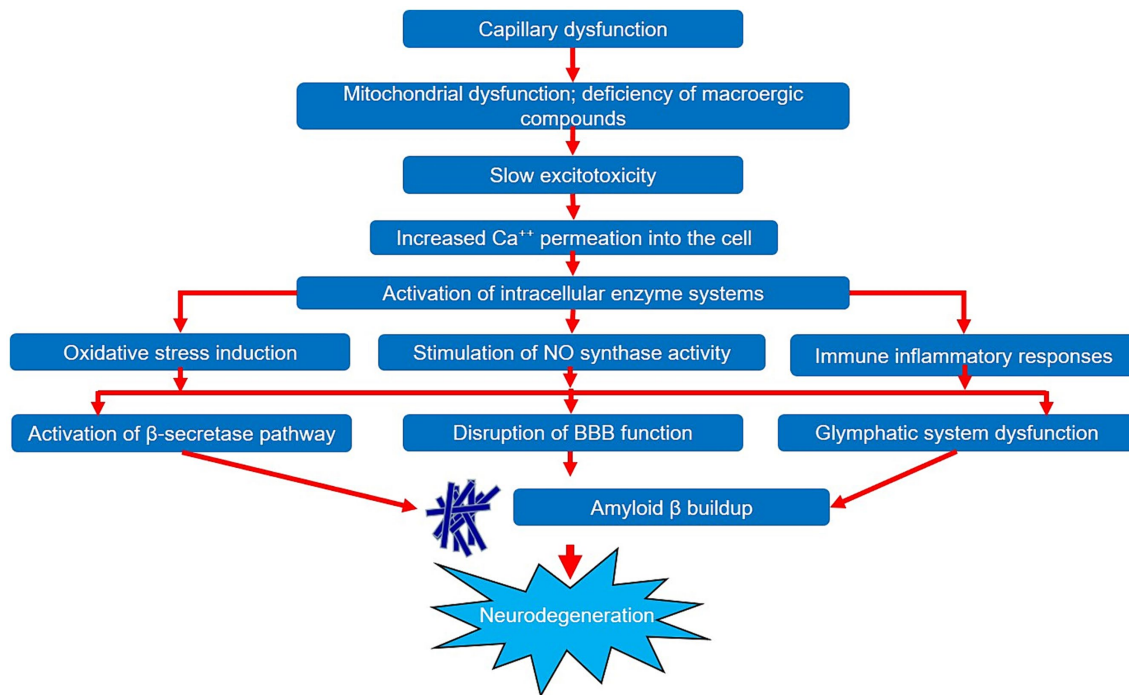 Capillary dysfunction
Mitochondrial dysfunction; deficiency of macroergic
compounds
Slow excitotoxicity
Increased Ca⁺⁺ permeation into the cell
Activation of intracellular enzyme systems
Oxidative stress induction
Stimulation of NO synthase activity
Immune inflammatory responses
Activation of β-secretase pathway
Disruption of BBB function
Glymphatic system dysfunction
Amyloid β buildup
Neurodegeneration